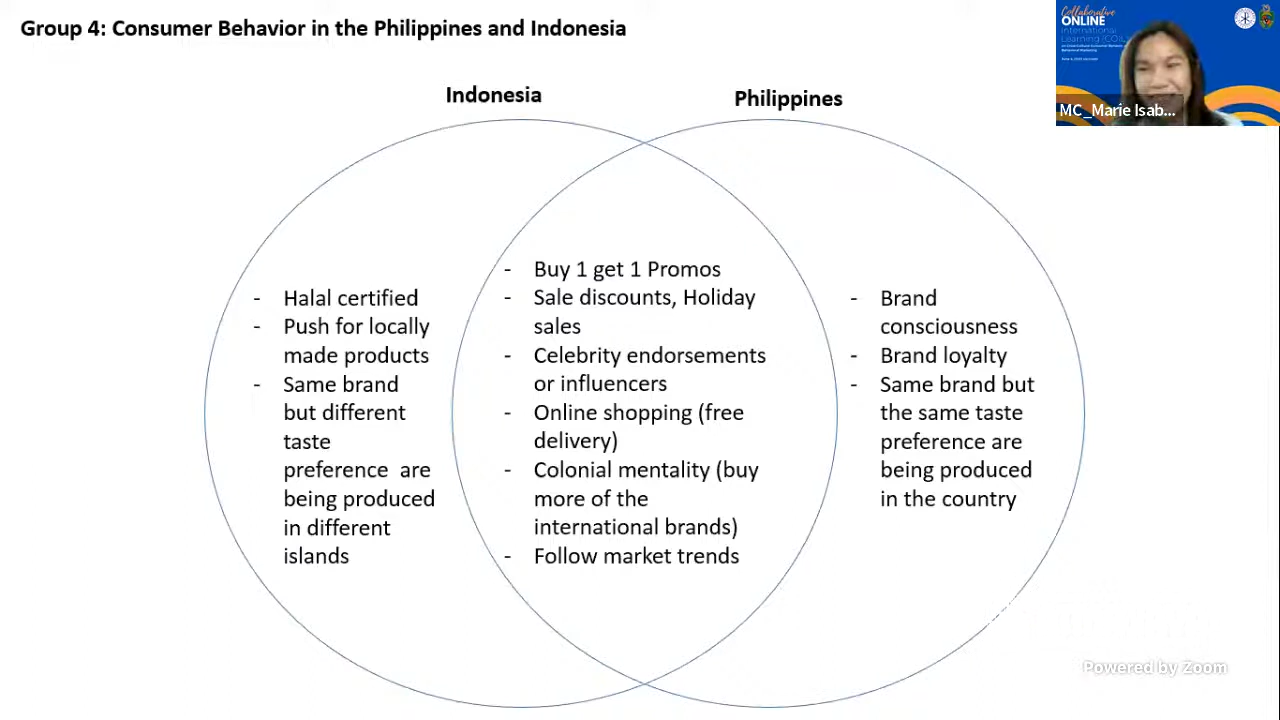 Group 4: Consumer Behavior in the Philippines and Indonesia
Collaborative
ONLINE
International
Learning (COIL)
MC_Marie Isab...
Indonesia
Philippines
- Halal certified
- Push for locally
made products
- Same brand
but different
taste
preference are
being produced
in different
islands
- Buy 1 get 1 Promos
- Sale discounts, Holiday
sales
- Celebrity endorsements
or influencers
- Online shopping (free
delivery)
- Colonial mentality (buy
more of the
international brands)
- Follow market trends
- Brand
consciousness
- Brand loyalty
- Same brand but
the same taste
preference are
being produced
in the country
Powered by Zoom